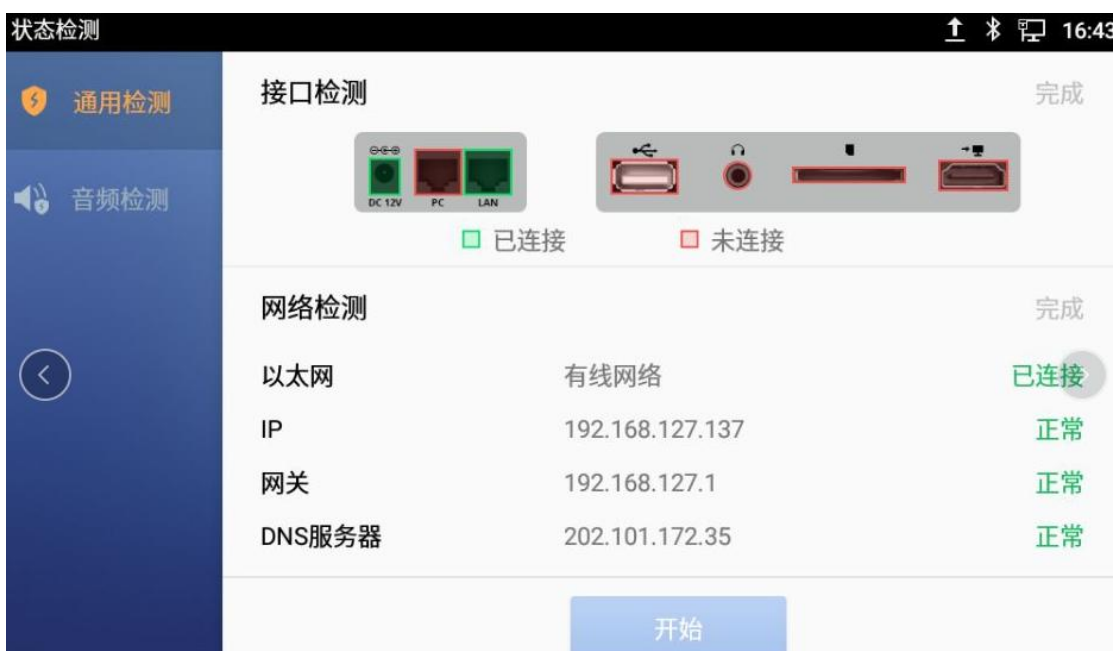 状态检测
16:43
通用检测
音频检测
接口检测
完成
DC 12V
PC
LAN
已连接
未连接
网络检测
完成
以太网
有线网络
已连接
IP
192.168.127.137
正常
网关
192.168.127.1
正常
DNS服务器
202.101.172.35
正常
开始